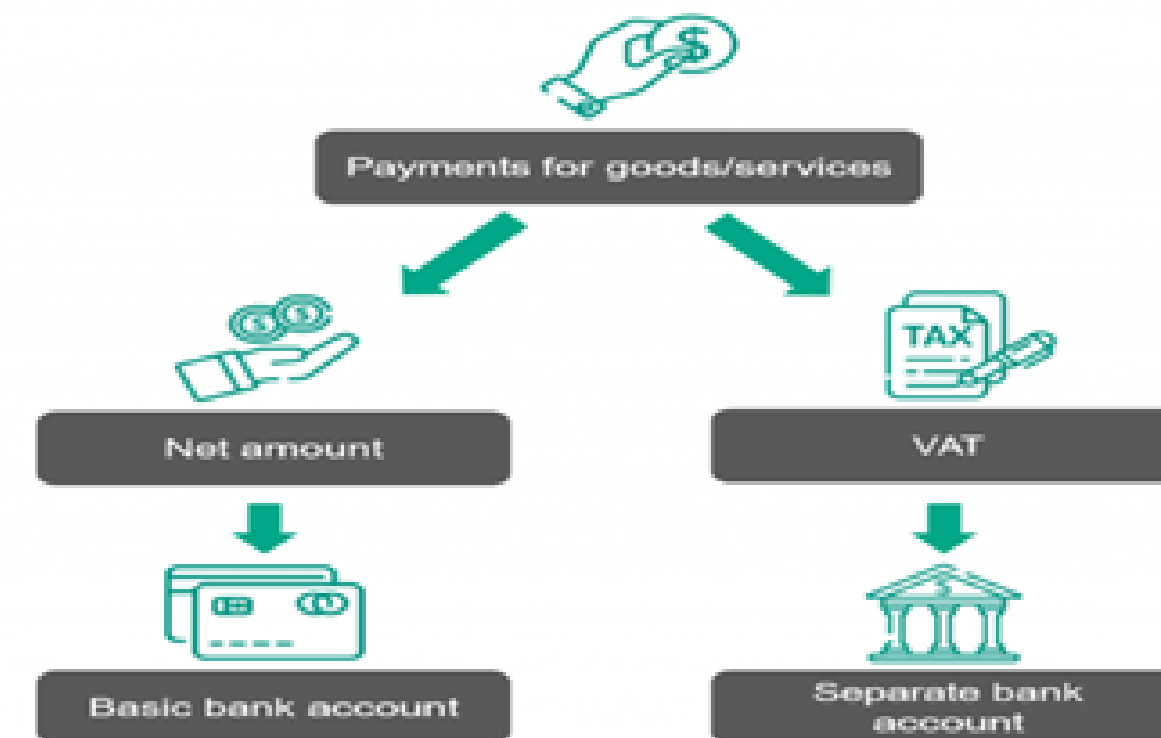 $
Payments for goods/services
$ $
TAX
Net amount
VAT
$
Basic bank account
Separate bank
account